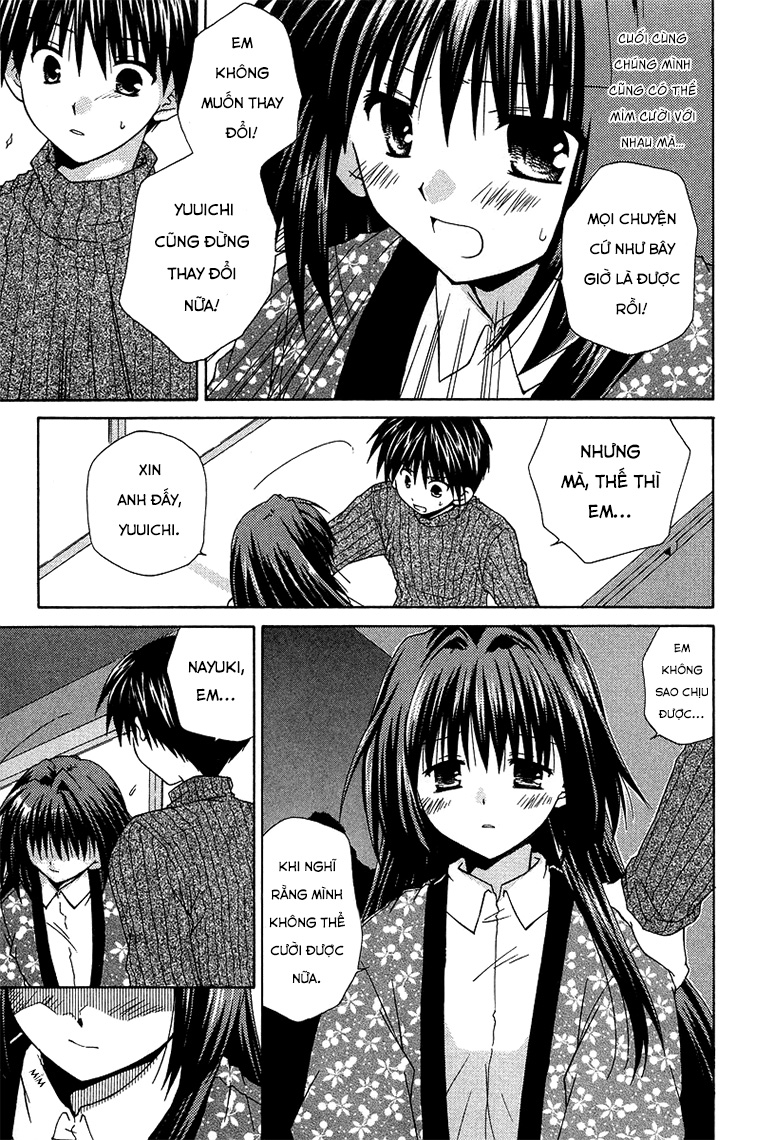 CUỐI CÙNG
CHÚNG MÌNH
CŨNG CÓ THỂ
MỈM CƯỜI VỚI
NHAU MÀ...
MỌI CHUYỆN
CỨ NHƯ BÂY
GIỜ LÀ ĐƯỢC
RỒI!
EM
KHÔNG
MUỐN THAY
ĐỔI!
YUUICHI
CŨNG ĐỪNG
THAY ĐỔI
NỮA!
NHƯNG
MÀ, THẾ THÌ
EM...
XIN
ANH ĐẤY,
YUUICHI.
EM
KHÔNG
SAO CHỊU
ĐƯỢC...
KHI NGHĨ
RẰNG MÌNH
KHÔNG THỂ
CƯỜI ĐƯỢC
NỮA.
NAYUKI,
EM...
MỈM